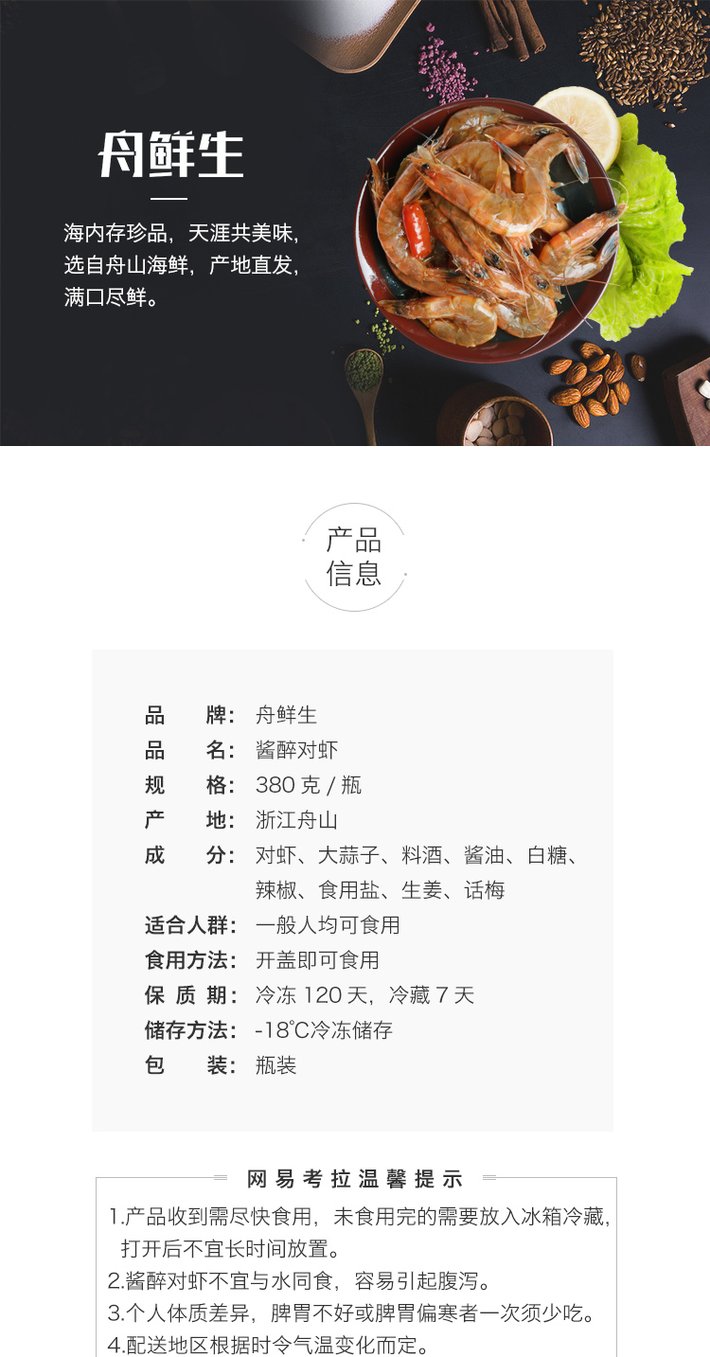 舟鲜生
海内存珍品，天涯共美味，
选自舟山海鲜，产地直发，
满口尽鲜。
产品
信息
品 牌： 舟鲜生
品 名： 酱醉对虾
规 格： 380 克 / 瓶
产 地： 浙江舟山
成 分： 对虾、大蒜子、料酒、酱油、白糖、
辣椒、食用盐、生姜、话梅
适合人群： 一般人均可食用
食用方法： 开盖即可食用
保 质 期： 冷冻 120 天，冷藏 7 天
储存方法： -18℃冷冻储存
包 装： 瓶装
网易考拉温馨提示
1.产品收到需尽快食用，未食用完的需要放入冰箱冷藏，
打开后不宜长时间放置。
2.酱醉对虾不宜与水同食，容易引起腹泻。
3.个人体质差异，脾胃不好或脾胃偏寒者一次须少吃。
4.配送地区根据时令气温变化而定。